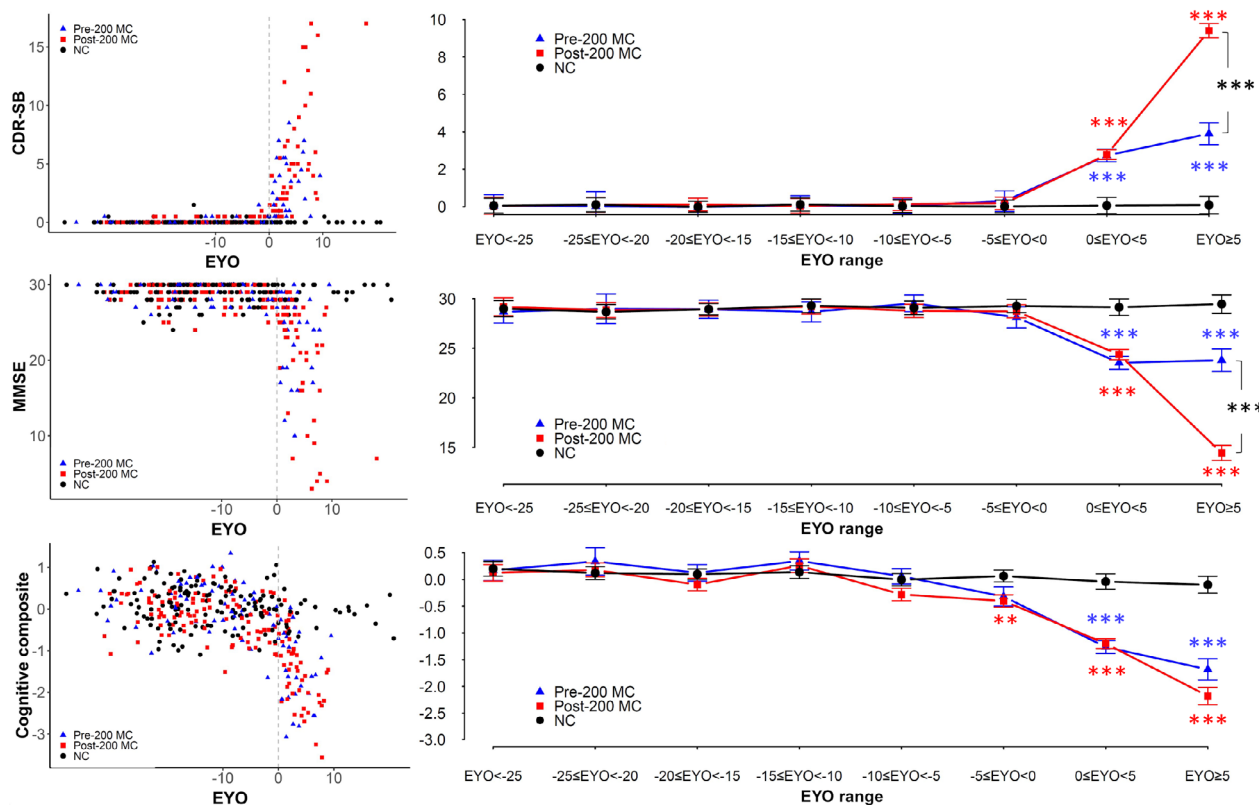 15
10
5
0
CDR-SB
Pre-200 MC
Post-200 MC
NC
-10
0
10
EYO
10
8
6
4
2
0
Pre-200 MC
Post-200 MC
NC
***
***
***
***
***
EYO<-25
-25≤EYO<-20
-20≤EYO<-15
-15≤EYO<-10
-10≤EYO<-5
-5≤EYO<0
0≤EYO<5
EYO≥5
EYO range
30
20
10
MMSE
Pre-200 MC
Post-200 MC
NC
-10
0
10
EYO
30
25
20
15
Pre-200 MC
Post-200 MC
NC
***
***
***
***
***
EYO<-25
-25≤EYO<-20
-20≤EYO<-15
-15≤EYO<-10
-10≤EYO<-5
-5≤EYO<0
0≤EYO<5
EYO≥5
EYO range
1
0
-1
-2
-3
Cognitive composite
Pre-200 MC
Post-200 MC
NC
-10
0
10
EYO
0.5
0.0
-0.5
-1.0
-1.5
-2.0
-2.5
-3.0
Pre-200 MC
Post-200 MC
NC
**
***
***
***
***
EYO<-25
-25≤EYO<-20
-20≤EYO<-15
-15≤EYO<-10
-10≤EYO<-5
-5≤EYO<0
0≤EYO<5
EYO≥5
EYO range